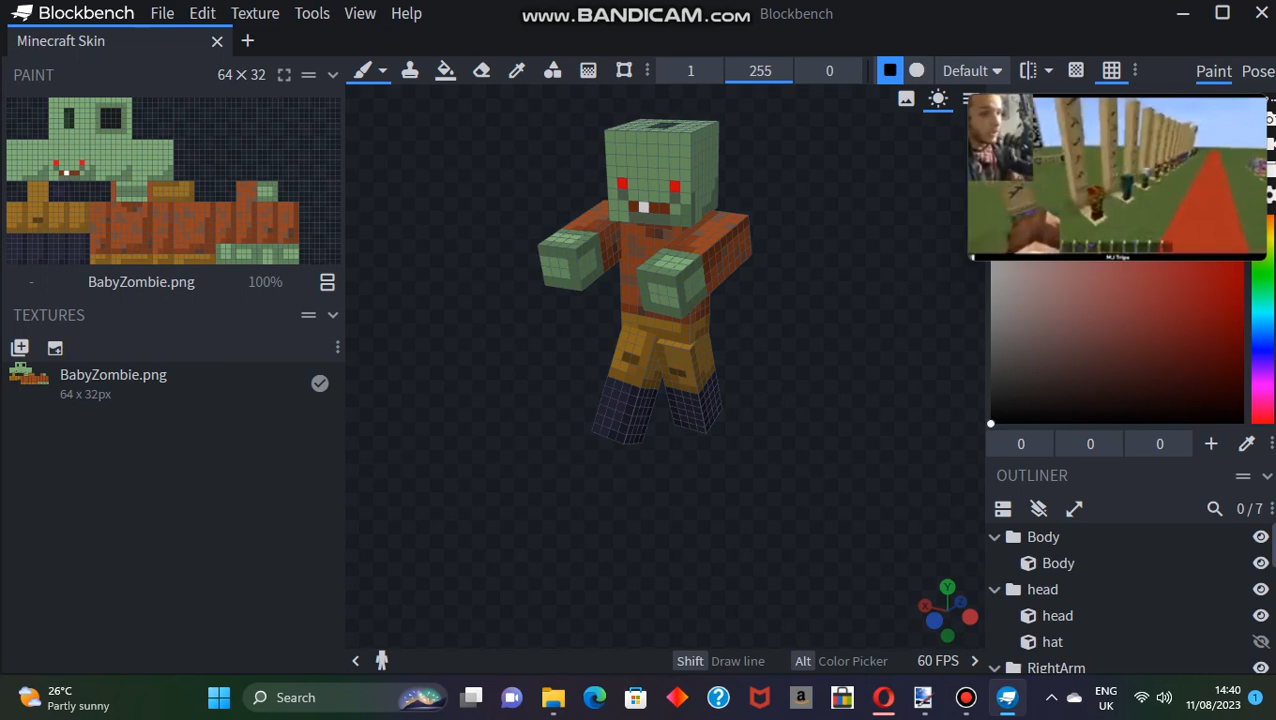 Blockbench
File
Edit
Texture
Tools
View
Help
www.BANDICAM.com
Blockbench
Minecraft Skin
PAINT
64 × 32
1
255
0
Default
Paint
Pose
MJ Trips
-
BabyZombie.png
100%
TEXTURES
BabyZombie.png
64 x 32px
0
0
0
OUTLINER
0/7
Body
Body
head
head
hat
RightArm
Shift
Draw line
Alt
Color Picker
60 FPS
X
Y
Z
26°C
Partly sunny
Search
ENG
UK
14:40
11/08/2023
1